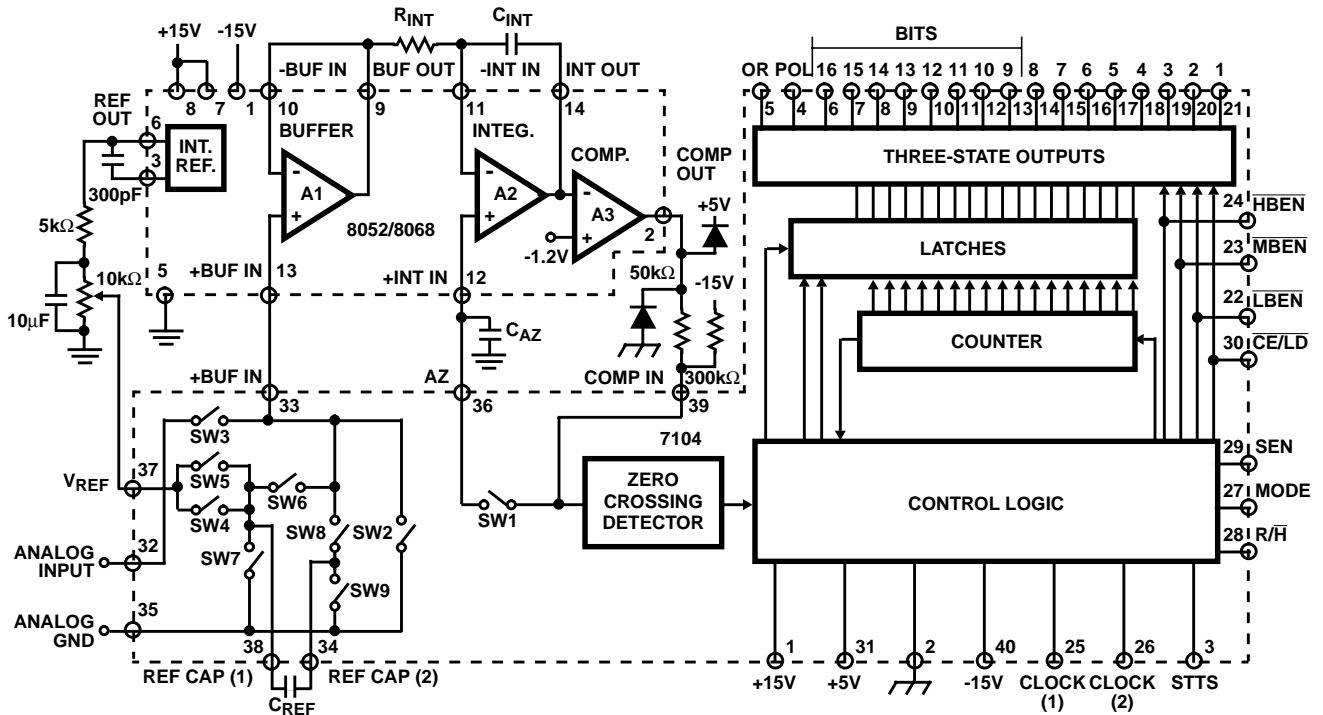 +15V -15V
R_INT C_INT
BITS
-BUF IN BUF OUT -INT IN INT OUT
OR POL 16 15 14 13 12 11 10 9 8 7 6 5 4 3 2 1
REF OUT
8 7 1 10 9 11 14
5 4 6 7 8 9 10 11 12 13 14 15 16 17 18 19 20 21
6
3
INT. REF.
300pF
BUFFER
- A1 +
INTEG.
- A2 +
COMP.
- A3 +
COMP OUT
2
+5V
-1.2V
8052/8068
THREE-STATE OUTPUTS
24 H̅B̅E̅N̅
23 M̅B̅E̅N̅
22 L̅B̅E̅N̅
30 C̅E̅/̅L̅D̅
LATCHES
COUNTER
5kΩ
10kΩ
10µF
5
+BUF IN 13
+INT IN 12
50kΩ
-15V
C_AZ
300kΩ
+BUF IN
33
AZ
36
COMP IN
39
7104
SW3
37
V_REF
SW5
SW4
SW6
SW7
SW8
SW2
SW9
SW1
ZERO CROSSING DETECTOR
CONTROL LOGIC
29 SEN
27 MODE
28 R/H̅
32
ANALOG INPUT
35
ANALOG GND
38 34
REF CAP (1) REF CAP (2)
C_REF
1 31 2 40 25 26 3
+15V +5V -15V CLOCK (1) CLOCK (2) STTS